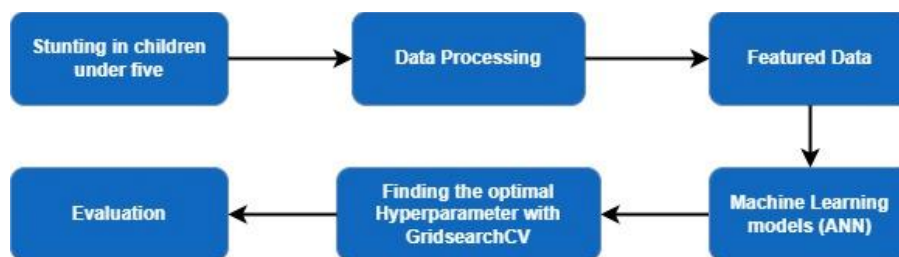 Stunting in children
under five
Data Processing
Featured Data
Machine Learning
models (ANN)
Finding the optimal
Hyperparameter with
GridsearchCV
Evaluation